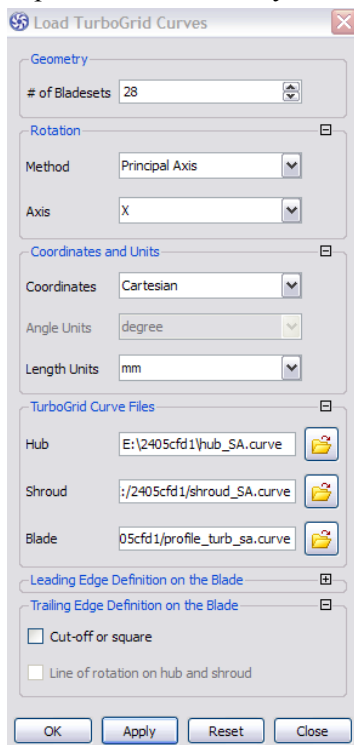 Load TurboGrid Curves
Geometry
# of Bladesets 28
Rotation
Method Principal Axis
Axis X
Coordinates and Units
Coordinates Cartesian
Angle Units degree
Length Units mm
TurboGrid Curve Files
Hub E:\2405cfd1\hub_SA.curve
Shroud :/2405cfd1/shroud_SA.curve
Blade 05cfd1/profile_turb_sa.curve
Leading Edge Definition on the Blade
Trailing Edge Definition on the Blade
Cut-off or square
Line of rotation on hub and shroud
OK Apply Reset Close